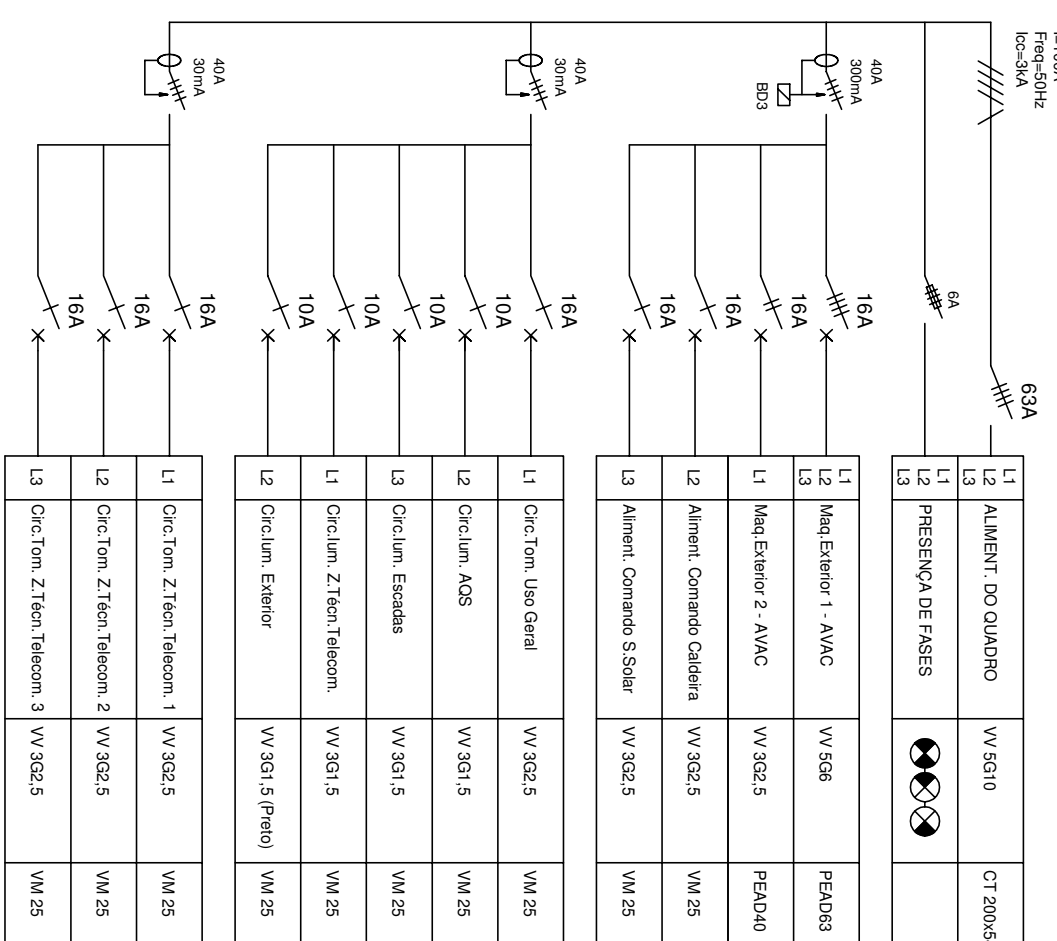 Freq=50Hz
Icc=3kA
63A
L1
L2
L3
ALIMENT. DO QUADRO
VV 5G10
CT 200x5
6A
L1
L2
L3
PRESENÇA DE FASES
40A
300mA
BD3
16A
L1
L2
L3
Maq.Exterior 1 - AVAC
VV 5G6
PEAD63
16A
L1
Maq.Exterior 2 - AVAC
VV 3G2,5
PEAD40
16A
L2
Aliment. Comando Caldeira
VV 3G2,5
VM 25
16A
L3
Aliment. Comando S.Solar
VV 3G2,5
VM 25
40A
30mA
16A
L1
Circ.Tom. Uso Geral
VV 3G2,5
VM 25
10A
L2
Circ.Ium. AQS
VV 3G1,5
VM 25
10A
L3
Circ.Ium. Escadas
VV 3G1,5
VM 25
10A
L1
Circ.Ium. Z.Técn.Telecom.
VV 3G1,5
VM 25
10A
L2
Circ.Ium. Exterior
VV 3G1,5 (Preto)
VM 25
40A
30mA
16A
L1
Circ.Tom. Z.Técn.Telecom. 1
VV 3G2,5
VM 25
16A
L2
Circ.Tom. Z.Técn.Telecom. 2
VV 3G2,5
VM 25
16A
L3
Circ.Tom. Z.Técn.Telecom. 3
VV 3G2,5
VM 25